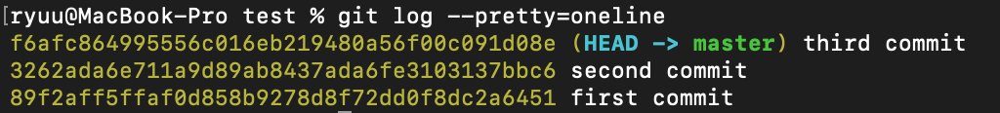 [ryuu@MacBook-Pro test % git log --pretty=oneline
f6afc864995556c016eb219480a56f00c091d08e (HEAD -> master) third commit
3262ada6e711a9d89ab8437ada6fe3103137bbc6 second commit
89f2aff5ffaf0d858b9278d8f72dd0f8dc2a6451 first commit